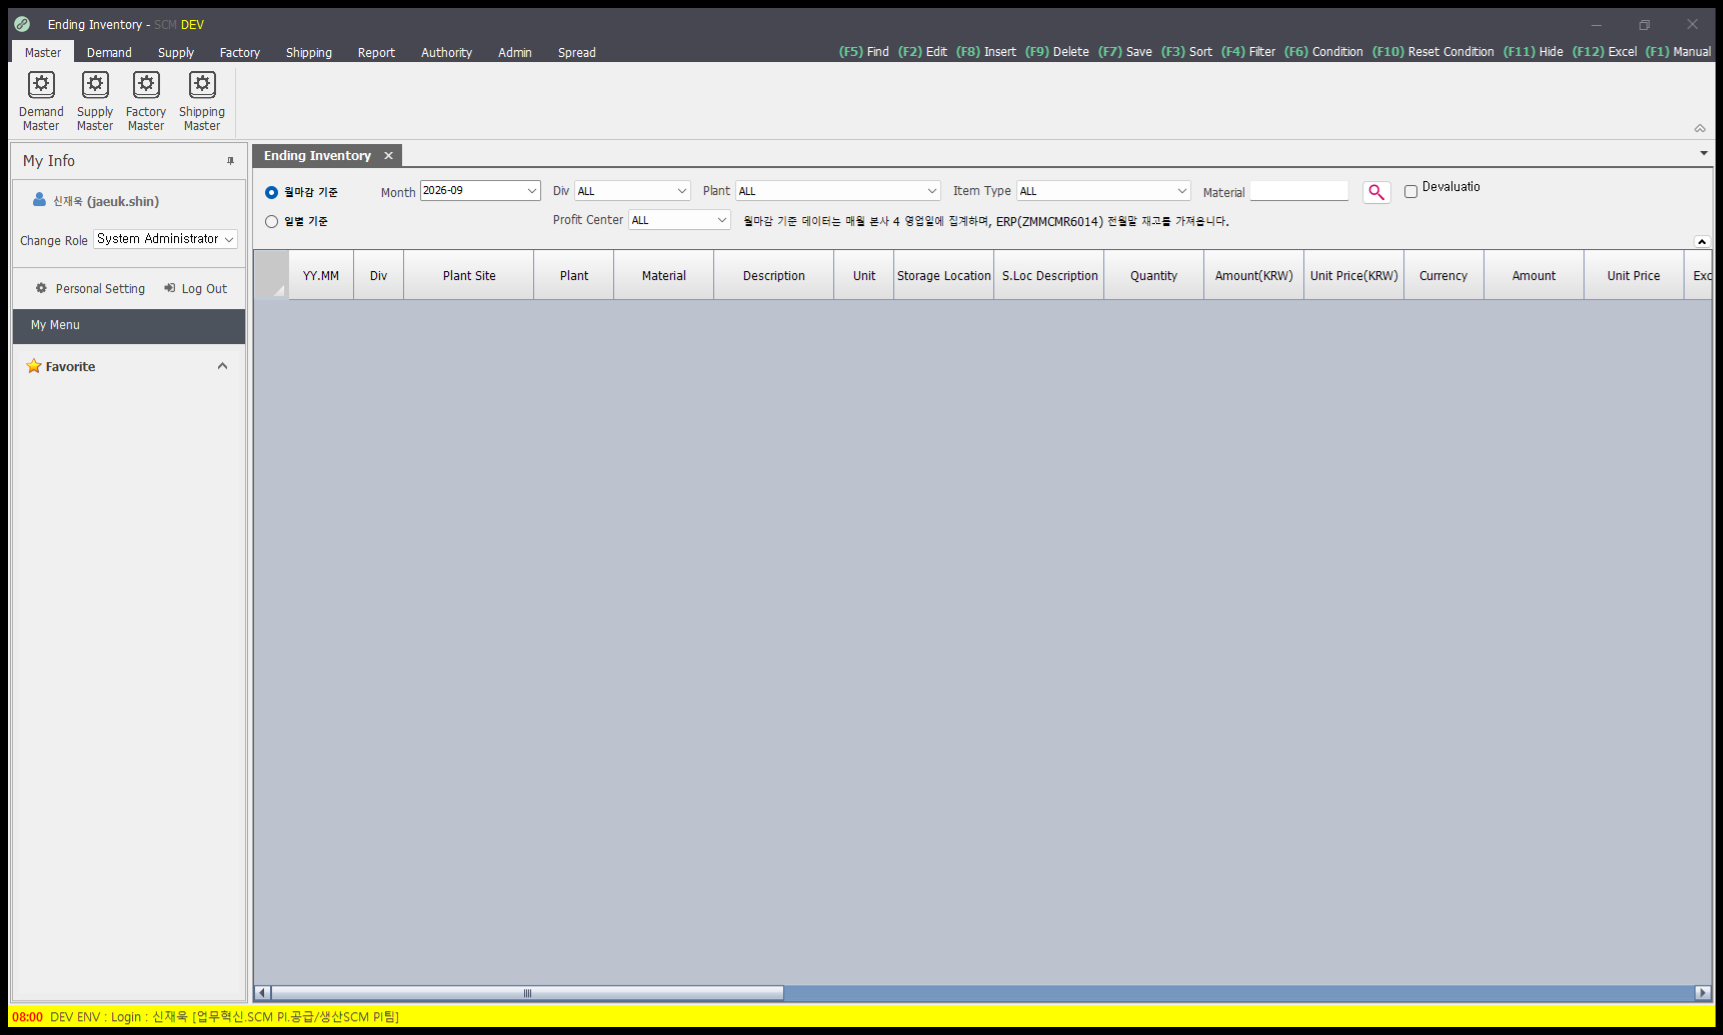 Ending Inventory - SCM DEV
Master Demand Supply Factory Shipping Report Authority Admin Spread (F5) Find (F2) Edit (F8) Insert (F9) Delete (F7) Save (F3) Sort (F4) Filter (F6) Condition (F10) Reset Condition (F11) Hide (F12) Excel (F1) Manual
Demand Supply Factory Shipping
Master Master Master Master
My Info
Ending Inventory
신재욱 (jaeuk.shin)
Change Role System Administrator
Personal Setting Log Out
My Menu
Favorite
월마감 기준 Month 2026-09 Div ALL Plant ALL Item Type ALL Material Devaluatio
일별 기준 Profit Center ALL 월마감 기준 데이터는 매월 본사 4 영업일에 집계하며, ERP(ZMMCMR6014) 전월말 재고를 가져옵니다.
YY.MM Div Plant Site Plant Material Description Unit Storage Location S.Loc Description Quantity Amount(KRW) Unit Price(KRW) Currency Amount Unit Price Exc
08:00 DEV ENV : Login : 신재욱 [업무혁신.SCM PI.공급/생산SCM PI팀]